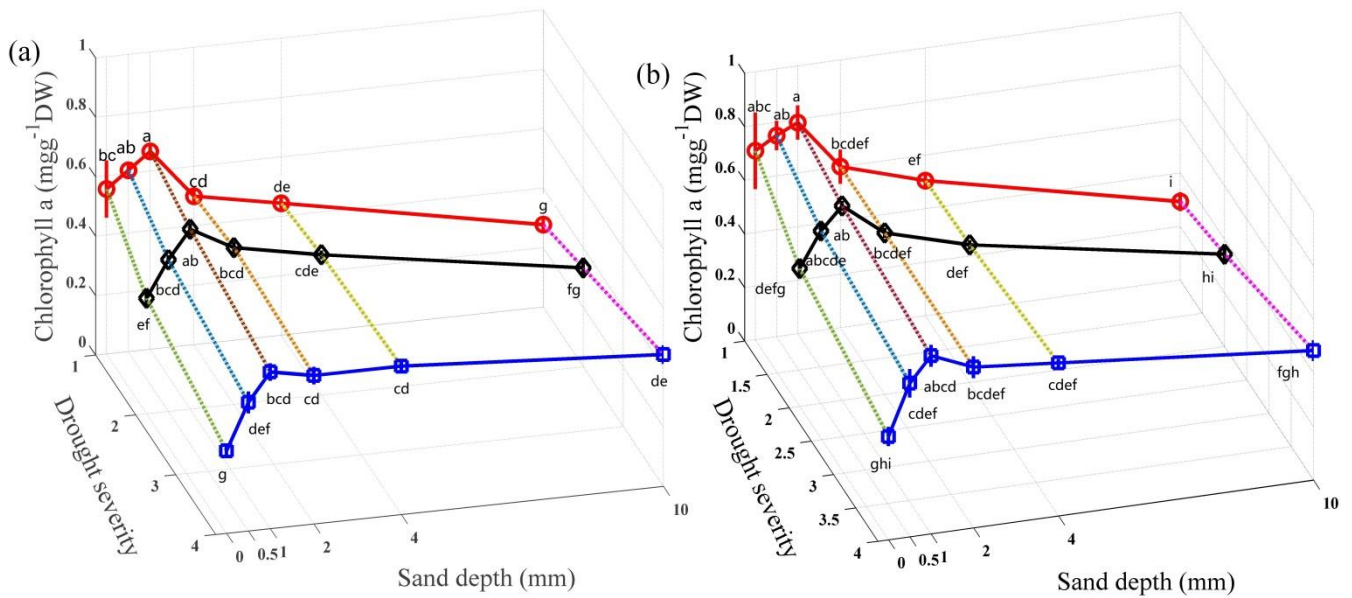 (a)
Chlorophyll a (mgg⁻¹DW)
1
0.8
0.6
0.4
0.2
0
bc
ab
a
cd
de
g
ef
bcd
ab
bcd
cde
fg
g
def
bcd
cd
cd
de
1
2
3
4
Drought severity
0
0.5
1
2
4
10
Sand depth (mm)
(b)
Chlorophyll a (mgg⁻¹DW)
1
0.8
0.6
0.4
0.2
0
abc
ab
a
bcdef
ef
i
defg
abcde
ab
bcdef
def
hi
ghi
cdef
abcd
bcdef
cdef
fgh
1
1.5
2
2.5
3
3.5
4
Drought severity
0
0.5
1
2
4
10
Sand depth (mm)